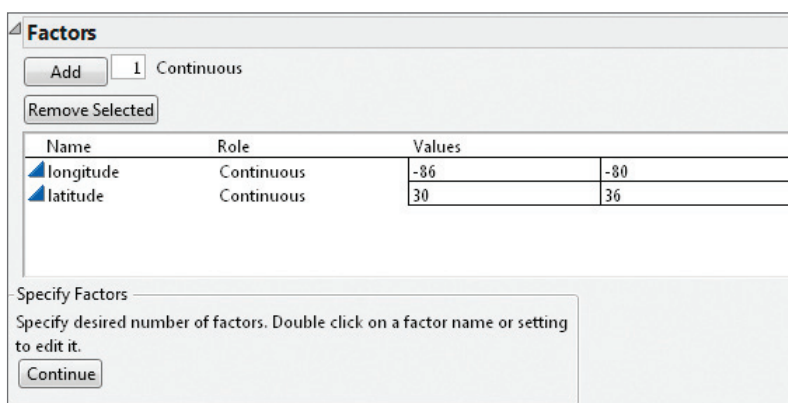 Factors
Add 1 Continuous
Remove Selected
Name Role Values
longitude Continuous -86 -80
latitude Continuous 30 36
Specify Factors
Specify desired number of factors. Double click on a factor name or setting
to edit it.
Continue